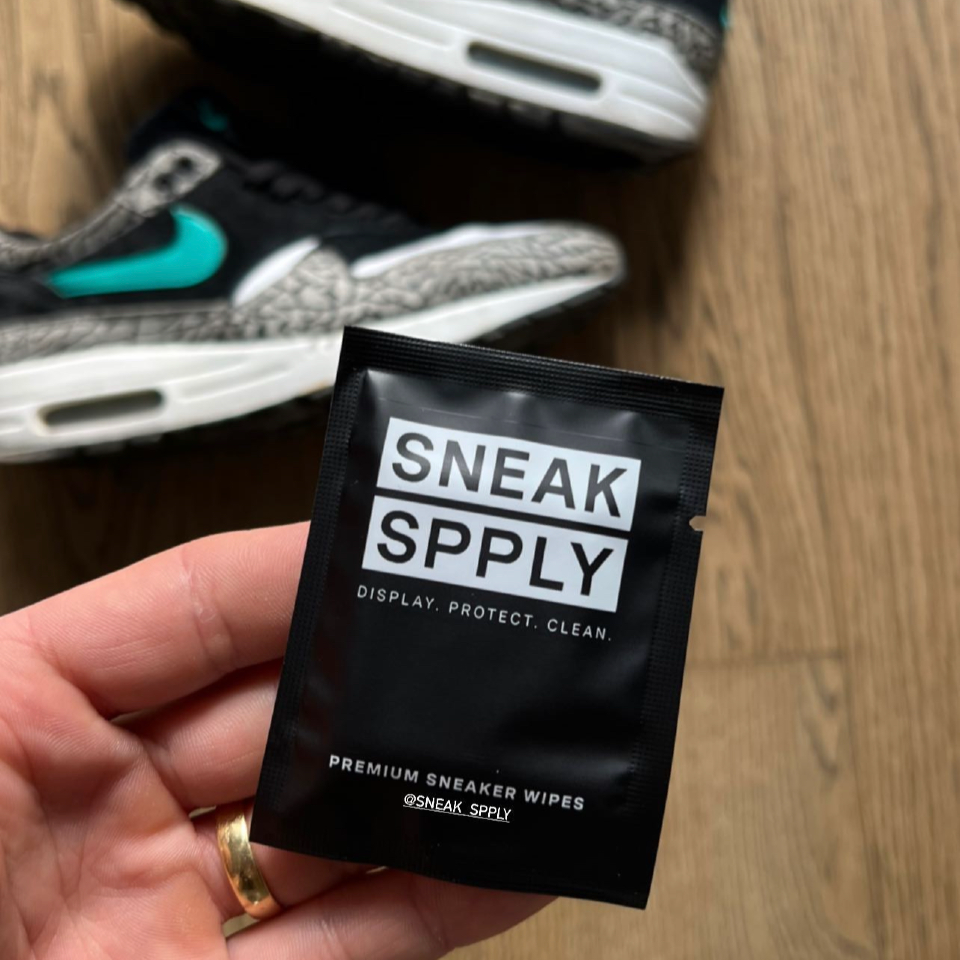 SNEAK
SPPLY
DISPLAY. PROTECT. CLEAN.
PREMIUM SNEAKER WIPES
@SNEAK_SPPLY